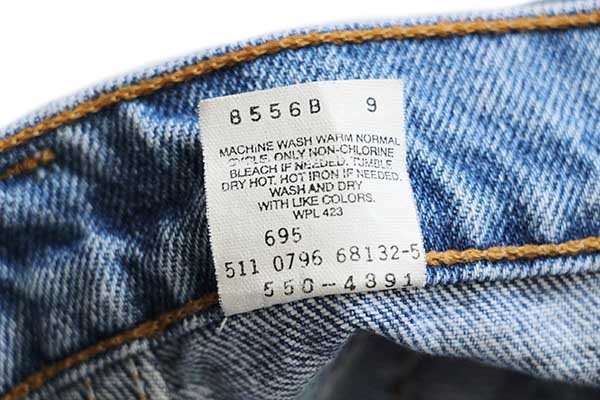 8556B 9
MACHINE WASH WARM NORMAL
CYCLE. ONLY NON-CHLORINE
BLEACH IF NEEDED. TUMBLE
DRY HOT. HOT IRON IF NEEDED.
WASH AND DRY
WITH LIKE COLORS.
WPL 423
695
511 0796 68132-5
550-4891